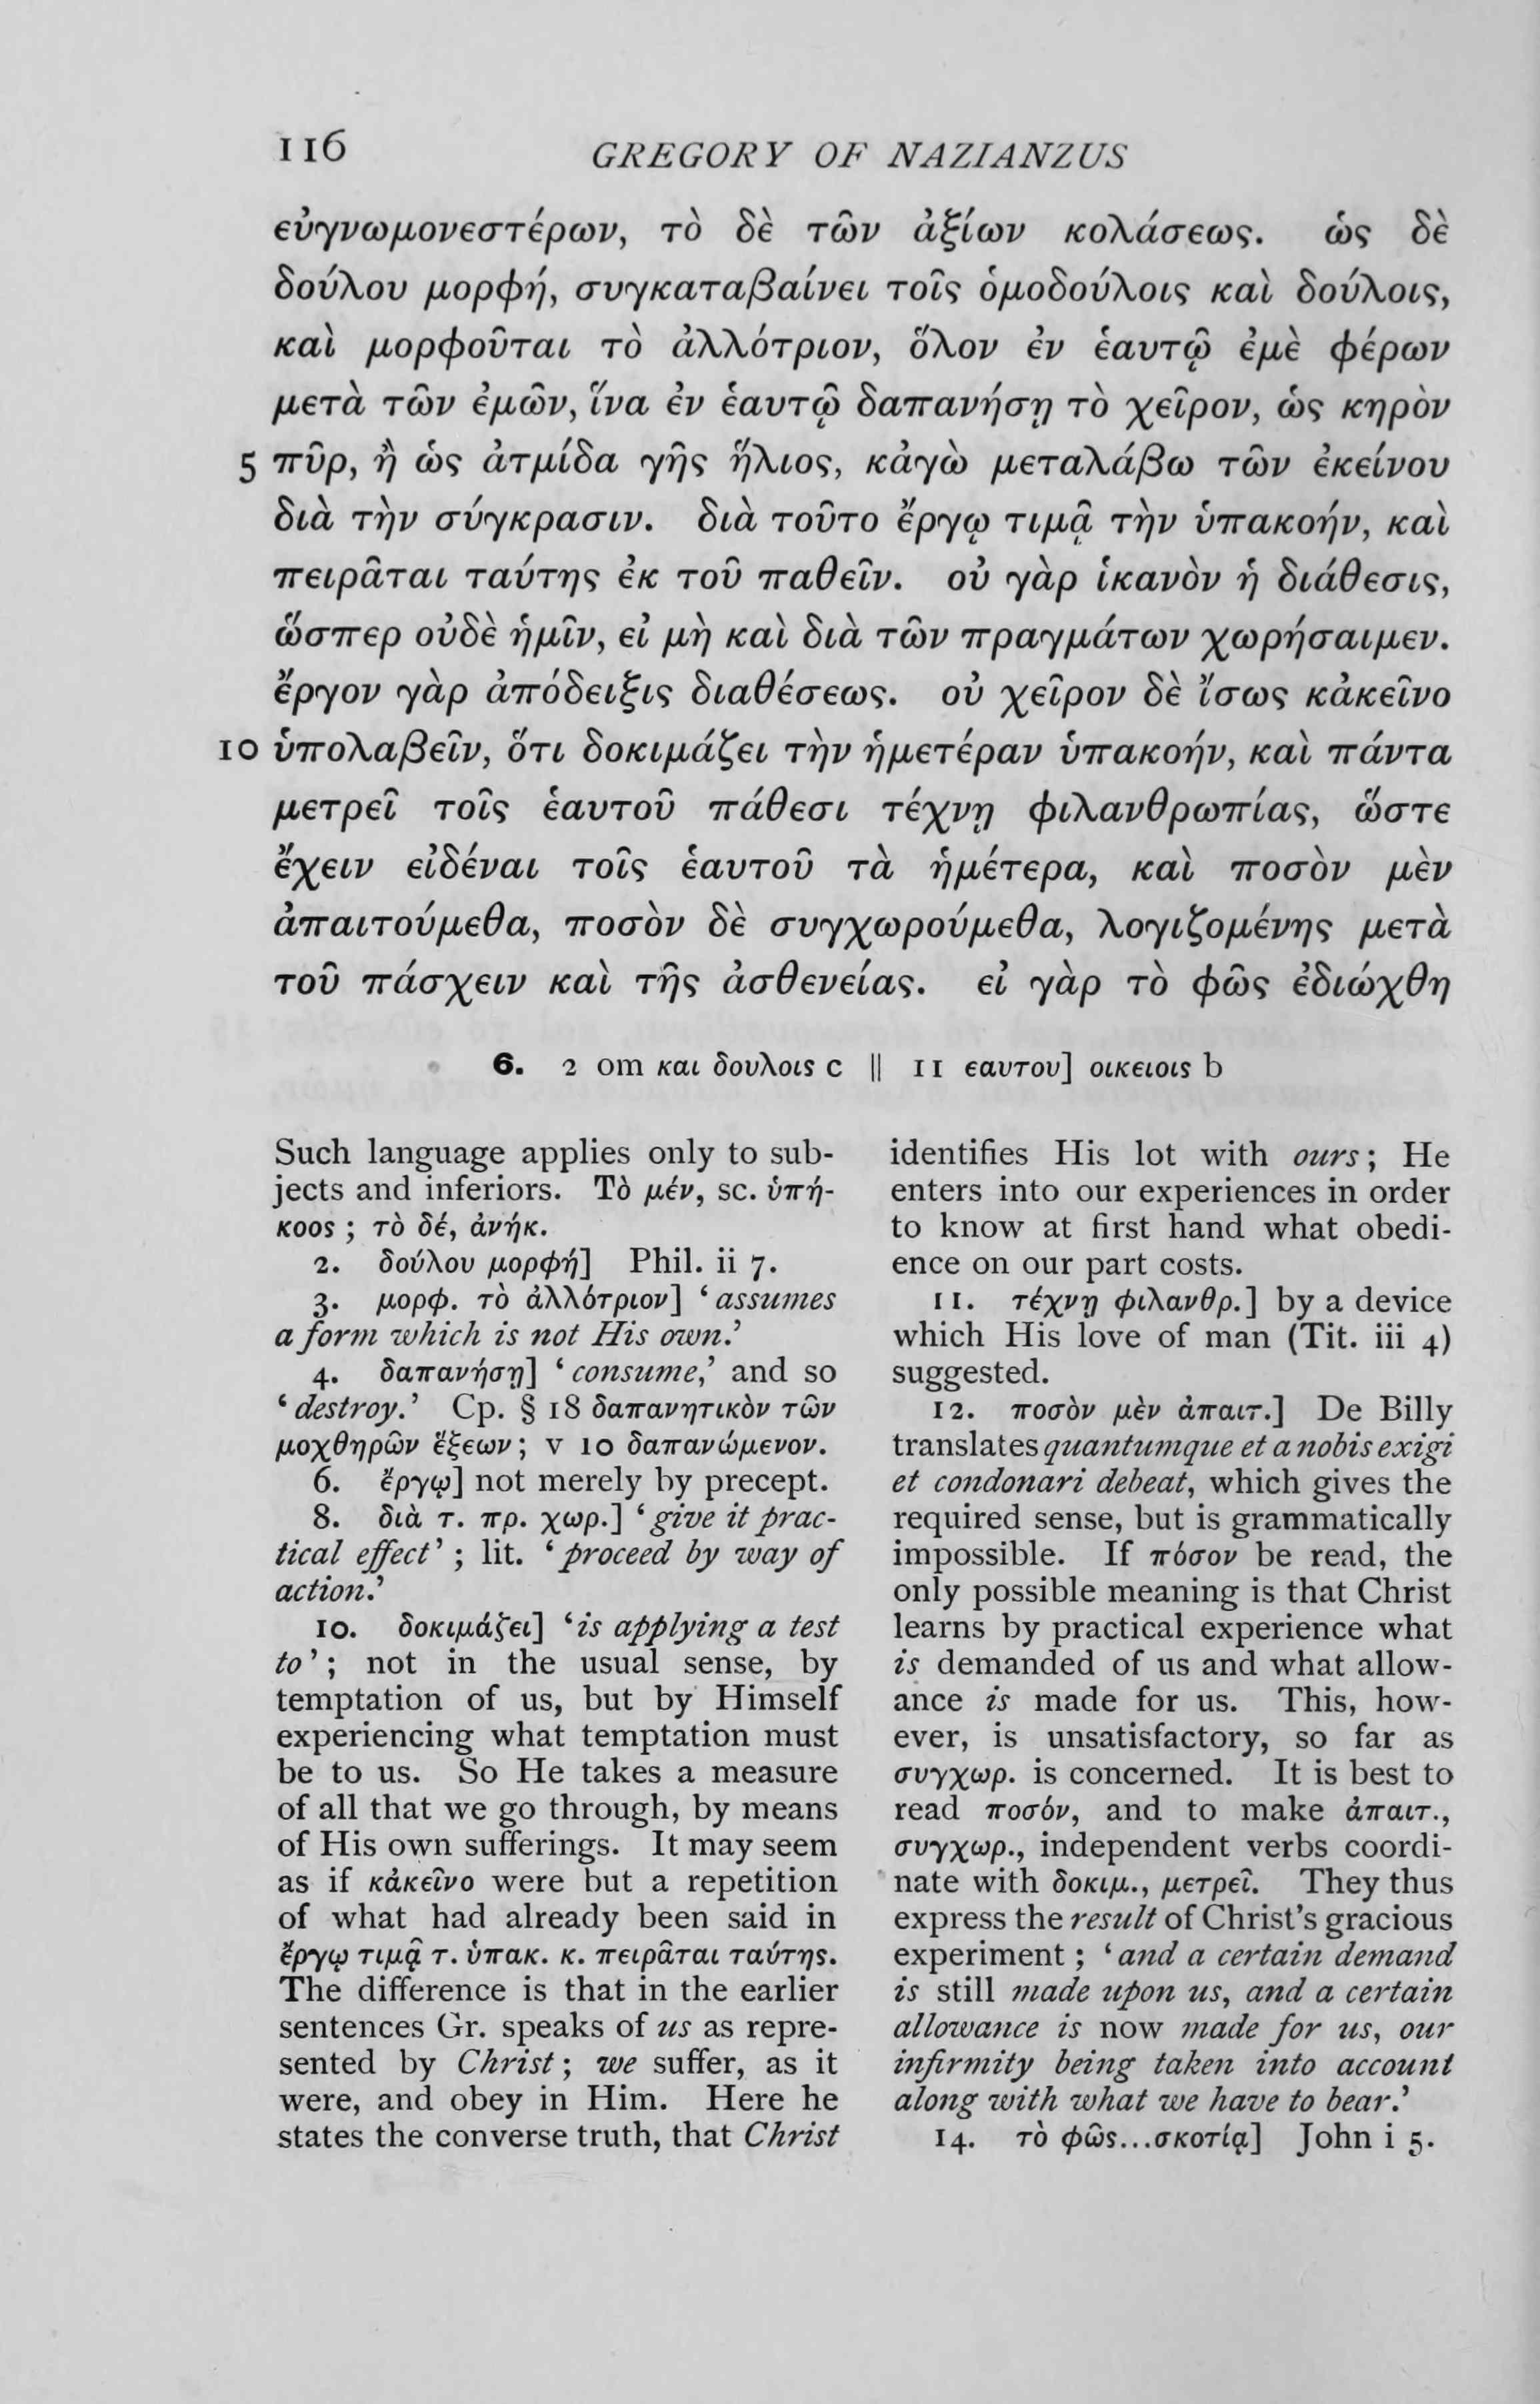 116 GREGORY OF NAZIANZUS
εὐγνωμονεστέρων, τὸ δὲ τῶν ἀξίων κολάσεως. ὡς δὲ
δούλου μορφή, συγκαταβαίνει τοῖς ὁμοδούλοις καὶ δούλοις,
καὶ μορφοῦται τὸ ἀλλότριον, ὅλον ἐν ἑαυτῷ ἐμὲ φέρων
μετὰ τῶν ἐμῶν, ἵνα ἐν ἑαυτῷ δαπανήσῃ τὸ χεῖρον, ὡς κηρὸν
5 πῦρ, ἢ ὡς ἀτμίδα γῆς ἥλιος, κἀγὼ μεταλάβω τῶν ἐκείνου
διὰ τὴν σύγκρασιν. διὰ τοῦτο ἔργῳ τιμᾷ τὴν ὑπακοήν, καὶ
πειρᾶται ταύτης ἐκ τοῦ παθεῖν. οὐ γὰρ ἱκανὸν ἡ διάθεσις,
ὥσπερ οὐδὲ ἡμῖν, εἰ μὴ καὶ διὰ τῶν πραγμάτων χωρήσαιμεν.
ἔργον γὰρ ἀπόδειξις διαθέσεως. οὐ χεῖρον δὲ ἴσως κἀκεῖνο
10 ὑπολαβεῖν, ὅτι δοκιμάζει τὴν ἡμετέραν ὑπακοήν, καὶ πάντα
μετρεῖ τοῖς ἑαυτοῦ πάθεσι τέχνῃ φιλανθρωπίας, ὥστε
ἔχειν εἰδέναι τοῖς ἑαυτοῦ τὰ ἡμέτερα, καὶ ποσὸν μὲν
ἀπαιτούμεθα, ποσὸν δὲ συγχωρούμεθα, λογιζομένης μετὰ
τοῦ πάσχειν καὶ τῆς ἀσθενείας. εἰ γὰρ τὸ φῶς ἐδιώχθη
6. 2 om και δουλοις c || 11 εαυτου] οικειοις b
Such language applies only to sub-
jects and inferiors. Τὸ μέν, sc. ὑπή-
κοος ; τὸ δέ, ἀνήκ.
2. δούλου μορφή] Phil. ii 7.
3. μορφ. τὸ ἀλλότριον] ‘assumes
a form which is not His own.’
4. δαπανήσῃ] ‘consume,’ and so
‘destroy.’ Cp. § 18 δαπανητικὸν τῶν
μοχθηρῶν ἕξεων ; v 10 δαπανώμενον.
6. ἔργῳ] not merely by precept.
8. διὰ τ. πρ. χωρ.] ‘give it prac-
tical effect’ ; lit. ‘proceed by way of
action.’
10. δοκιμάζει] ‘is applying a test
to’ ; not in the usual sense, by
temptation of us, but by Himself
experiencing what temptation must
be to us. So He takes a measure
of all that we go through, by means
of His own sufferings. It may seem
as if κἀκεῖνο were but a repetition
of what had already been said in
ἔργῳ τιμᾷ τ. ὑπακ. κ. πειρᾶται ταύτης.
The difference is that in the earlier
sentences Gr. speaks of us as repre-
sented by Christ ; we suffer, as it
were, and obey in Him. Here he
states the converse truth, that Christ
identifies His lot with ours ; He
enters into our experiences in order
to know at first hand what obedi-
ence on our part costs.
11. τέχνῃ φιλανθρ.] by a device
which His love of man (Tit. iii 4)
suggested.
12. ποσὸν μὲν ἀπαιτ.] De Billy
translates quantumque et a nobis exigi
et condonari debeat, which gives the
required sense, but is grammatically
impossible. If πόσον be read, the
only possible meaning is that Christ
learns by practical experience what
is demanded of us and what allow-
ance is made for us. This, how-
ever, is unsatisfactory, so far as
συγχωρ. is concerned. It is best to
read ποσόν, and to make ἀπαιτ.,
συγχωρ., independent verbs coordi-
nate with δοκιμ., μετρεῖ. They thus
express the result of Christ’s gracious
experiment ; ‘and a certain demand
is still made upon us, and a certain
allowance is now made for us, our
infirmity being taken into account
along with what we have to bear.’
14. τὸ φῶς...σκοτίᾳ] John i 5.